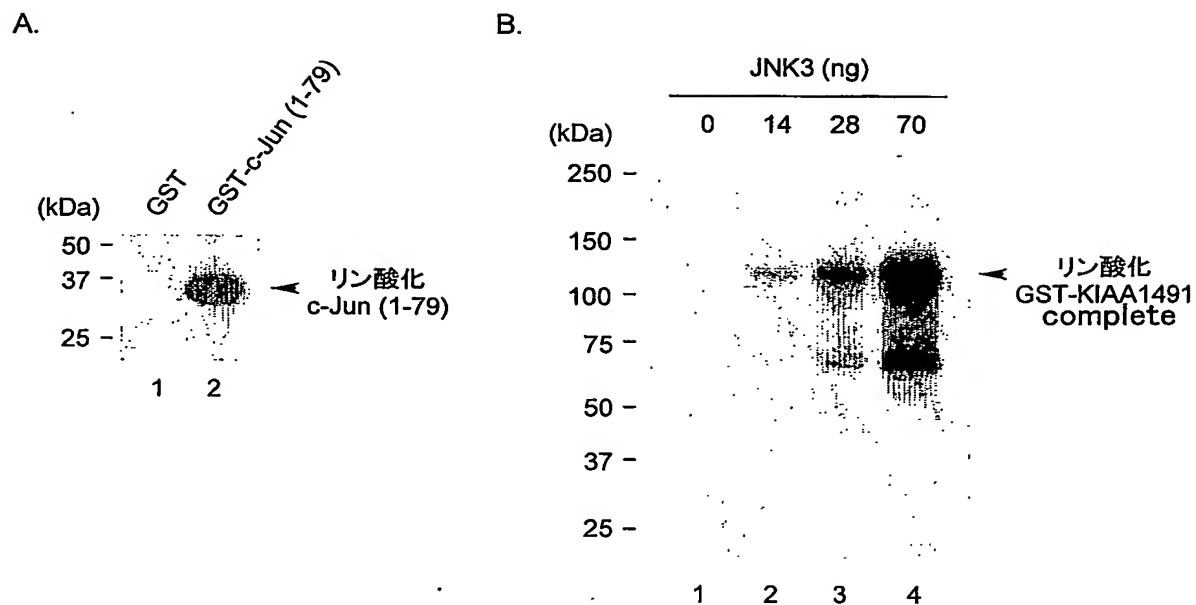 A.
GST
GST-c-Jun (1-79)
(kDa)
50
37
25
リン酸化
c-Jun (1-79)
1 2
B.
JNK3 (ng)
0 14 28 70
(kDa)
250
150
100
75
50
37
25
リン酸化
GST-KIAA1491
complete
1 2 3 4